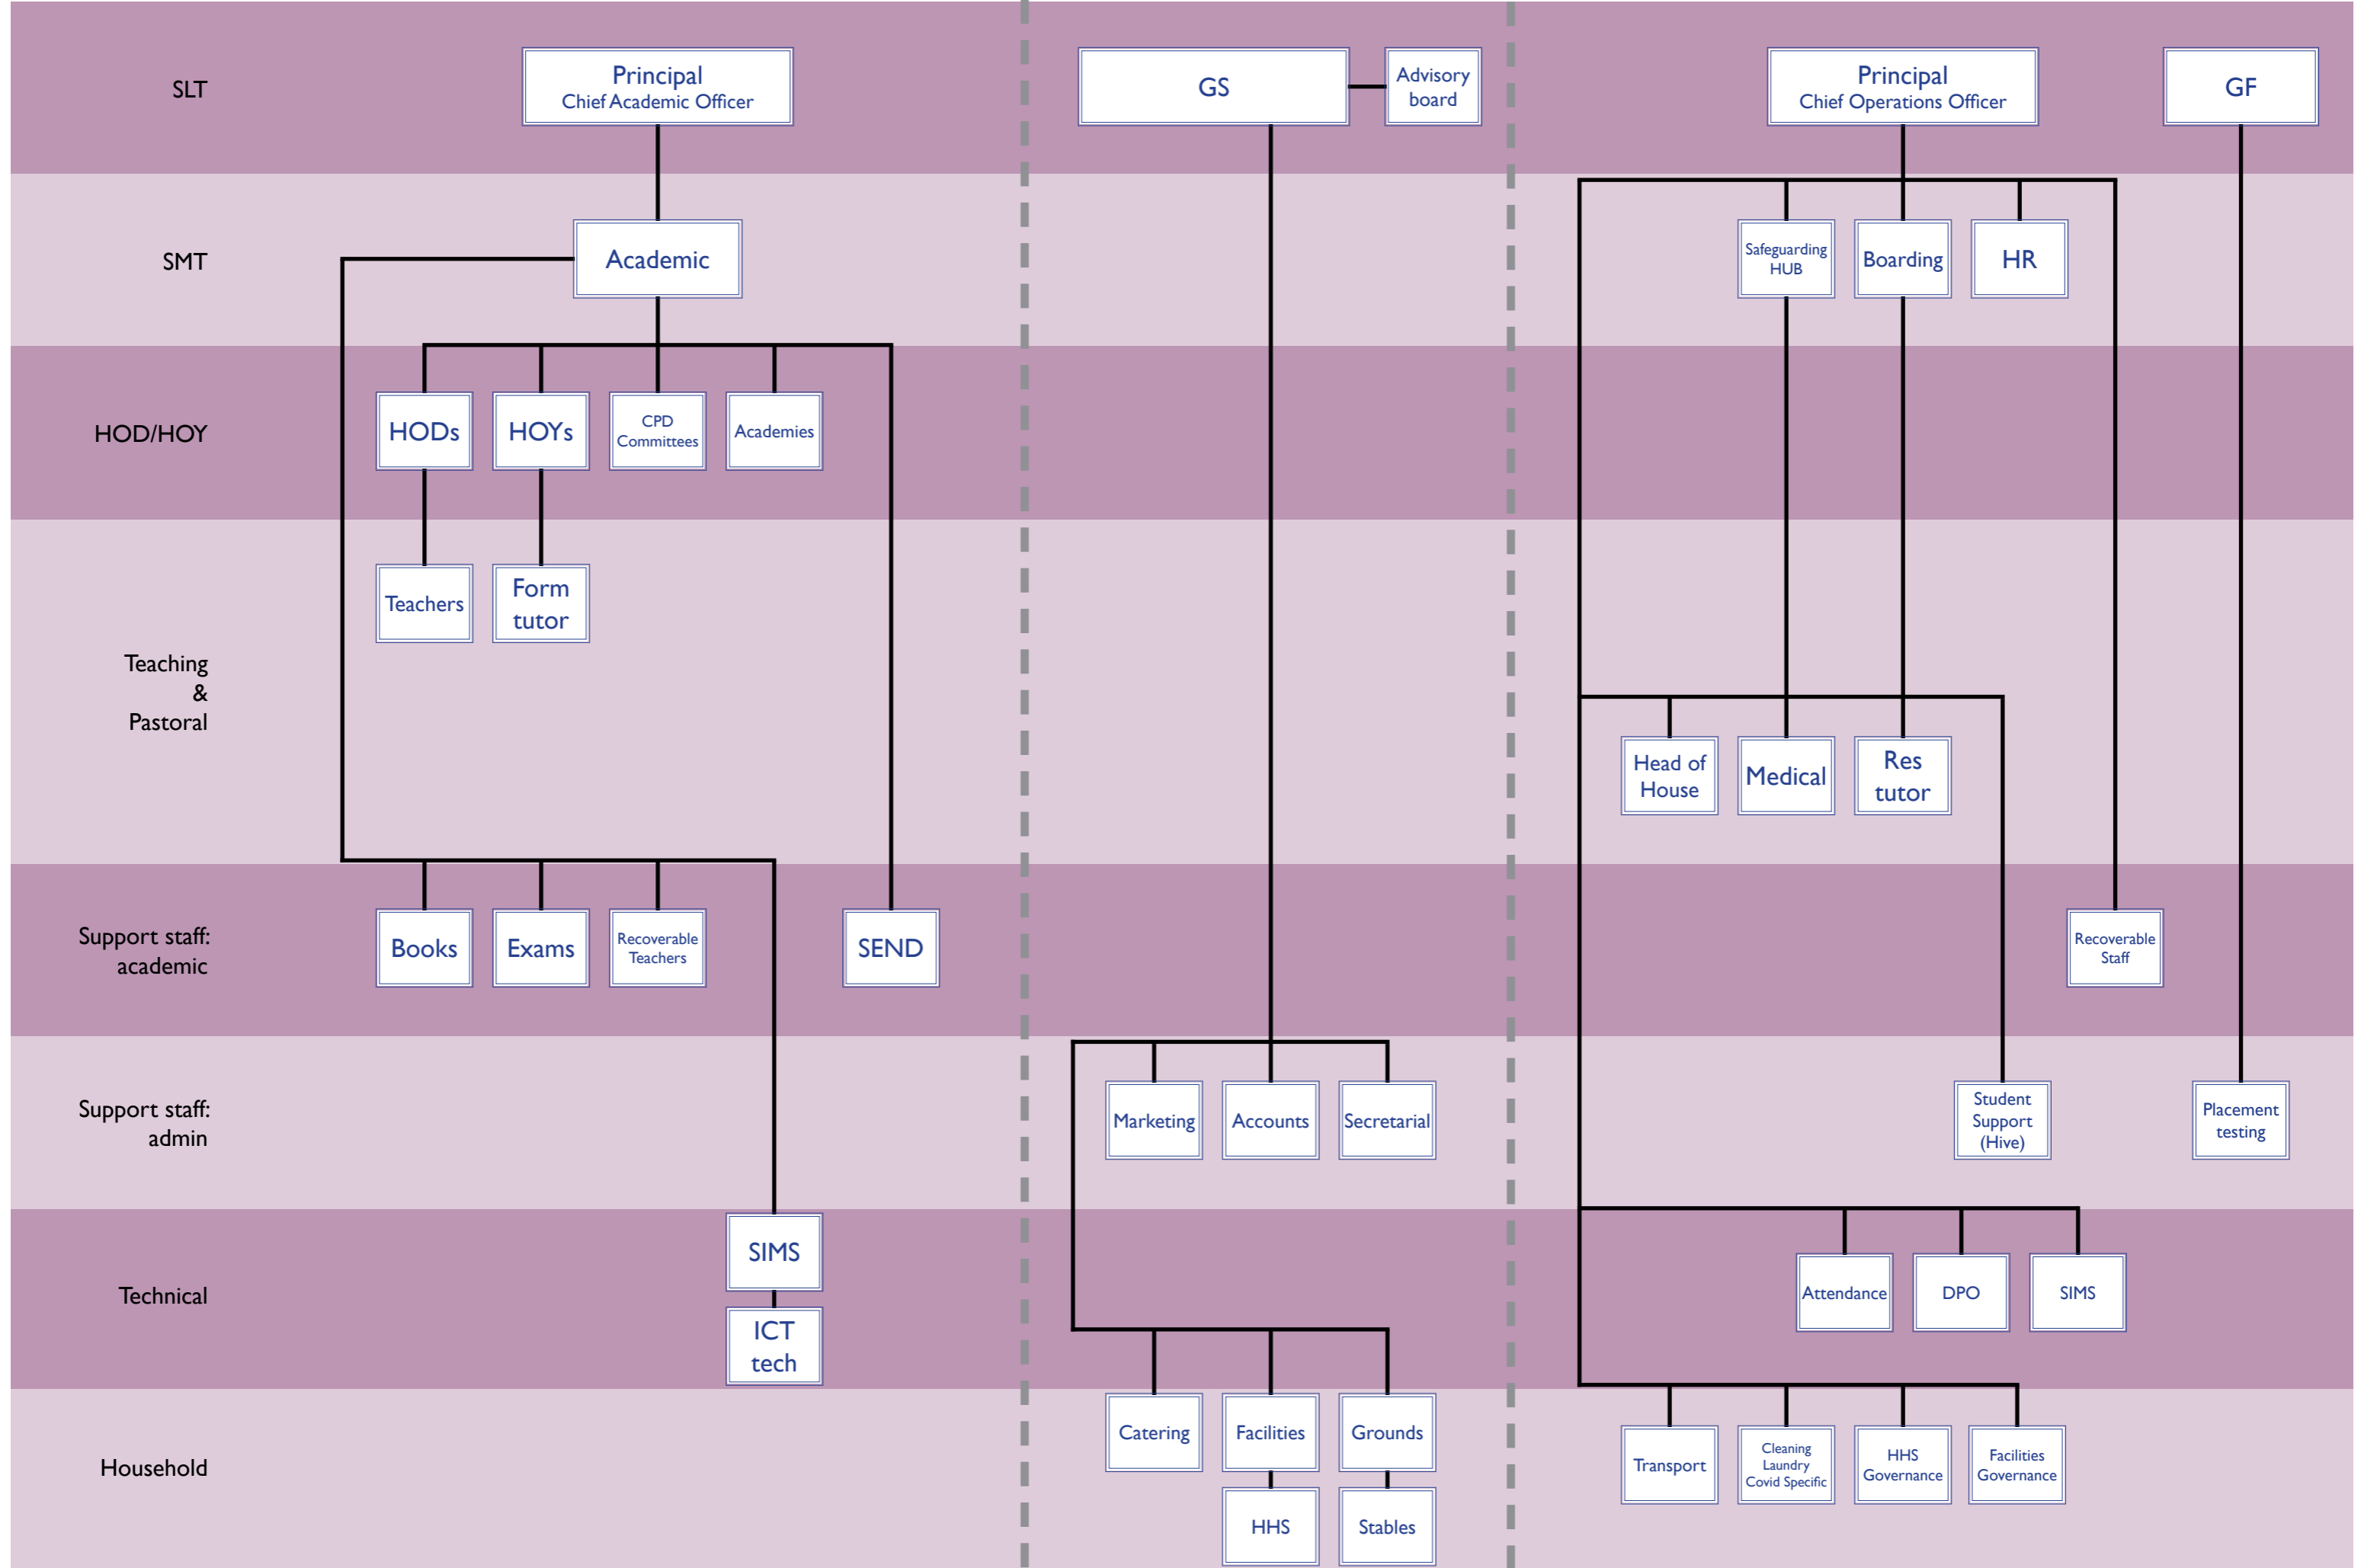 SLT
Principal
Chief Academic Officer
GS
Advisory
board
Principal
Chief Operations Officer
GF
SMT
Academic
Safeguarding
HUB
Boarding
HR
HOD/HOY
HODs
HOYs
CPD
Committees
Academies
Teaching
&
Pastoral
Teachers
Form
tutor
Head of
House
Medical
Res
tutor
Support staff:
academic
Books
Exams
Recoverable
Teachers
SEND
Recoverable
Staff
Support staff:
admin
Marketing
Accounts
Secretarial
Student
Support
(Hive)
Placement
testing
Technical
SIMS
ICT
tech
Attendance
DPO
SIMS
Household
Catering
Facilities
Grounds
HHS
Stables
Transport
Cleaning
Laundry
Covid Specific
HHS
Governance
Facilities
Governance